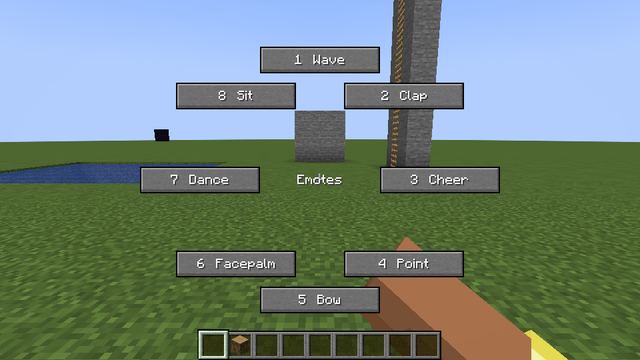 1 Wave
8 Sit
2 Clap
7 Dance
Emotes
3 Cheer
6 Facepalm
4 Point
5 Bow